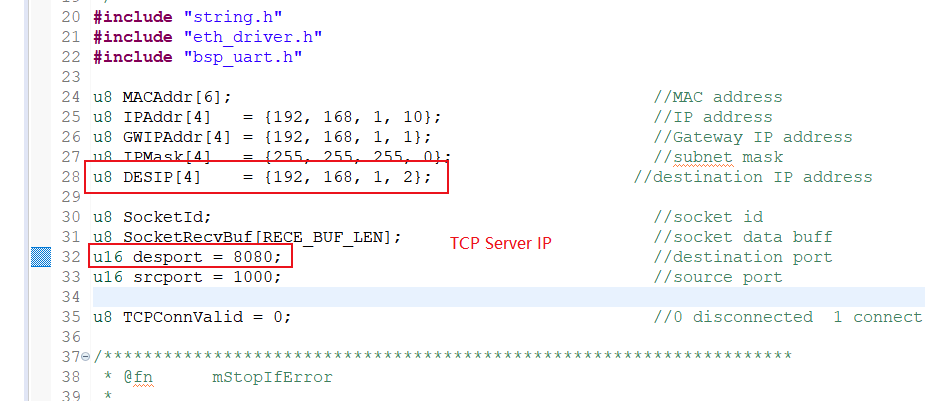 20 #include "string.h"
21 #include "eth_driver.h"
22 #include "bsp_uart.h"
23
24 u8 MACAddr[6]; //MAC address
25 u8 IPAddr[4] = {192, 168, 1, 10}; //IP address
26 u8 GWIPAddr[4] = {192, 168, 1, 1}; //Gateway IP address
27 u8 IPMask[4] = {255, 255, 255, 0}; //subnet mask
28 u8 DESIP[4] = {192, 168, 1, 2}; //destination IP address
29
30 u8 SocketId; //socket id
31 u8 SocketRecvBuf[RECE_BUF_LEN]; //socket data buff
TCP Server IP
32 u16 desport = 8080; //destination port
33 u16 srcport = 1000; //source port
34
35 u8 TCPConnValid = 0; //0 disconnected 1 connect
36
37 /*********************************************************************
38 * @fn mStopIfError
39 *